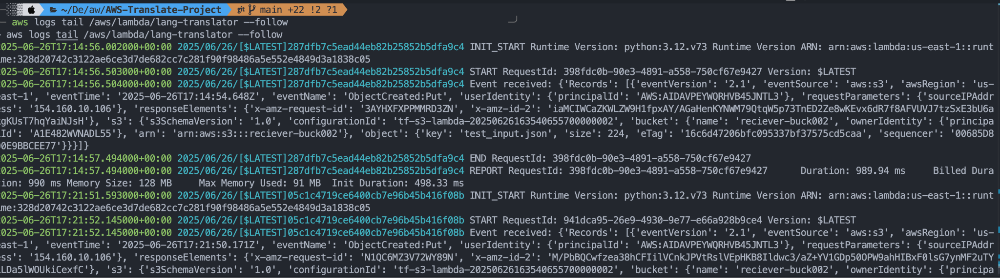 ~/De/aw/AWS-Translate-Project git main +22 !2 ?1
aws logs tail /aws/lambda/lang-translator --follow
aws logs tail /aws/lambda/lang-translator --follow
025-06-26T17:14:56.002000+00:00 2025/06/26/[$LATEST]287dfb7c5ead44eb82b25852b5dfa9c4 INIT_START Runtime Version: python:3.12.v73 Runtime Version ARN: arn:aws:lambda:us-east-1::runt
me:328d20742c3122ae6ce3d7de682cc7c281f90f98486a5e552e4849d3a1838c05
025-06-26T17:14:56.503000+00:00 2025/06/26/[$LATEST]287dfb7c5ead44eb82b25852b5dfa9c4 START RequestId: 398fdc0b-90e3-4891-a558-750cf67e9427 Version: $LATEST
025-06-26T17:14:56.504000+00:00 2025/06/26/[$LATEST]287dfb7c5ead44eb82b25852b5dfa9c4 Event received: {'Records': [{'eventVersion': '2.1', 'eventSource': 'aws:s3', 'awsRegion': 'us-
east-1', 'eventTime': '2025-06-26T17:14:54.648Z', 'eventName': 'ObjectCreated:Put', 'userIdentity': {'principalId': 'AWS:AIDAVPEYWQRHVB45JNTL3'}, 'requestParameters': {'sourceIPAddr
ess': '154.160.10.106'}, 'responseElements': {'x-amz-request-id': '3AYHXFXPPMMRD3ZN', 'x-amz-id-2': 'iaMCIWCaZKWLZW9H1fpxAY/AGaHenKYNWM79QtqW5p73TnED2Ze8wKEvx6dR7f8AFVUVJ7tzSxE3bU6a
kgKUsT7hqYaiNJsH'}, 's3': {'s3SchemaVersion': '1.0', 'configurationId': 'tf-s3-lambda-20250626163540655700000002', 'bucket': {'name': 'reciever-buck002', 'ownerIdentity': {'principa
lId': 'A1E482WVNADL55'}, 'arn': 'arn:aws:s3:::reciever-buck002'}, 'object': {'key': 'test_input.json', 'size': 224, 'eTag': '16c6d47206bfc095337bf37575cd5caa', 'sequencer': '00685D8
00E9BBCEE77'}}}]}
025-06-26T17:14:57.494000+00:00 2025/06/26/[$LATEST]287dfb7c5ead44eb82b25852b5dfa9c4 END RequestId: 398fdc0b-90e3-4891-a558-750cf67e9427
025-06-26T17:14:57.494000+00:00 2025/06/26/[$LATEST]287dfb7c5ead44eb82b25852b5dfa9c4 REPORT RequestId: 398fdc0b-90e3-4891-a558-750cf67e9427 Duration: 989.94 ms Billed Dura
ion: 990 ms Memory Size: 128 MB Max Memory Used: 91 MB Init Duration: 498.33 ms
025-06-26T17:21:51.593000+00:00 2025/06/26/[$LATEST]05c1c4719ce6400cb7e96b45b416f08b INIT_START Runtime Version: python:3.12.v73 Runtime Version ARN: arn:aws:lambda:us-east-1::runt
me:328d20742c3122ae6ce3d7de682cc7c281f90f98486a5e552e4849d3a1838c05
025-06-26T17:21:52.145000+00:00 2025/06/26/[$LATEST]05c1c4719ce6400cb7e96b45b416f08b START RequestId: 941dca95-26e9-4930-9e77-e66a928b9ce4 Version: $LATEST
025-06-26T17:21:52.145000+00:00 2025/06/26/[$LATEST]05c1c4719ce6400cb7e96b45b416f08b Event received: {'Records': [{'eventVersion': '2.1', 'eventSource': 'aws:s3', 'awsRegion': 'us-
east-1', 'eventTime': '2025-06-26T17:21:50.171Z', 'eventName': 'ObjectCreated:Put', 'userIdentity': {'principalId': 'AWS:AIDAVPEYWQRHVB45JNTL3'}, 'requestParameters': {'sourceIPAddr
ess': '154.160.10.106'}, 'responseElements': {'x-amz-request-id': 'N1QC6MZ3V72WY89N', 'x-amz-id-2': 'M/PbBQCwfzea38hCFIilVCnkJPVtRslVEpHKB8Ildwc3/aZ+YV1GDp50OPW9ahHIBxF0lsG7ynMF2uTY
LLDa5lWOUkiCexfC'}, 's3': {'s3SchemaVersion': '1.0', 'configurationId': 'tf-s3-lambda-20250626163540655700000002', 'bucket': {'name': 'reciever-buck002', 'ownerIdentity': {'principa